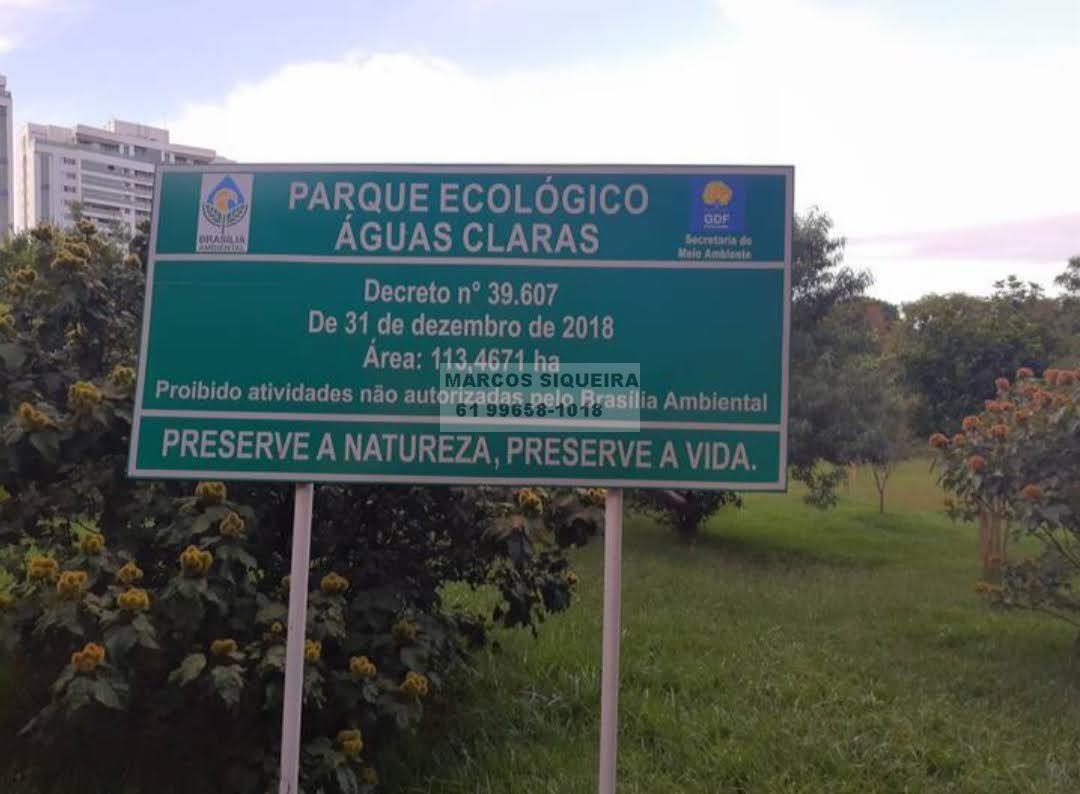 PARQUE ECOLÓGICO
ÁGUAS CLARAS
BRASÍLIA
AMBIENTAL
GDF
Secretaria do
Meio Ambiente
Decreto n° 39.607
De 31 de dezembro de 2018
Área: 113,4671 ha
Proibido atividades não autorizadas pelo Brasília Ambiental
MARCOS SIQUEIRA
61 99658-1018
PRESERVE A NATUREZA, PRESERVE A VIDA.